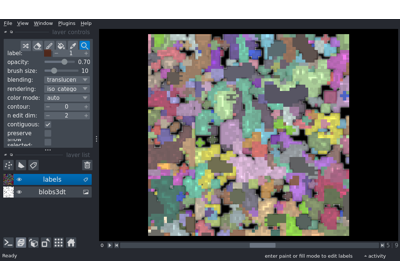 File View Window Plugins Help
layer controls
label: 1
opacity: 0.70
brush size: 10
blending: translucen
rendering: iso_catego
color mode: auto
contour: 0
n edit dim: 2
contiguous:
preserve
selected:
layer list
labels
blobs3dt
Ready
enter paint or fill mode to edit labels
activity